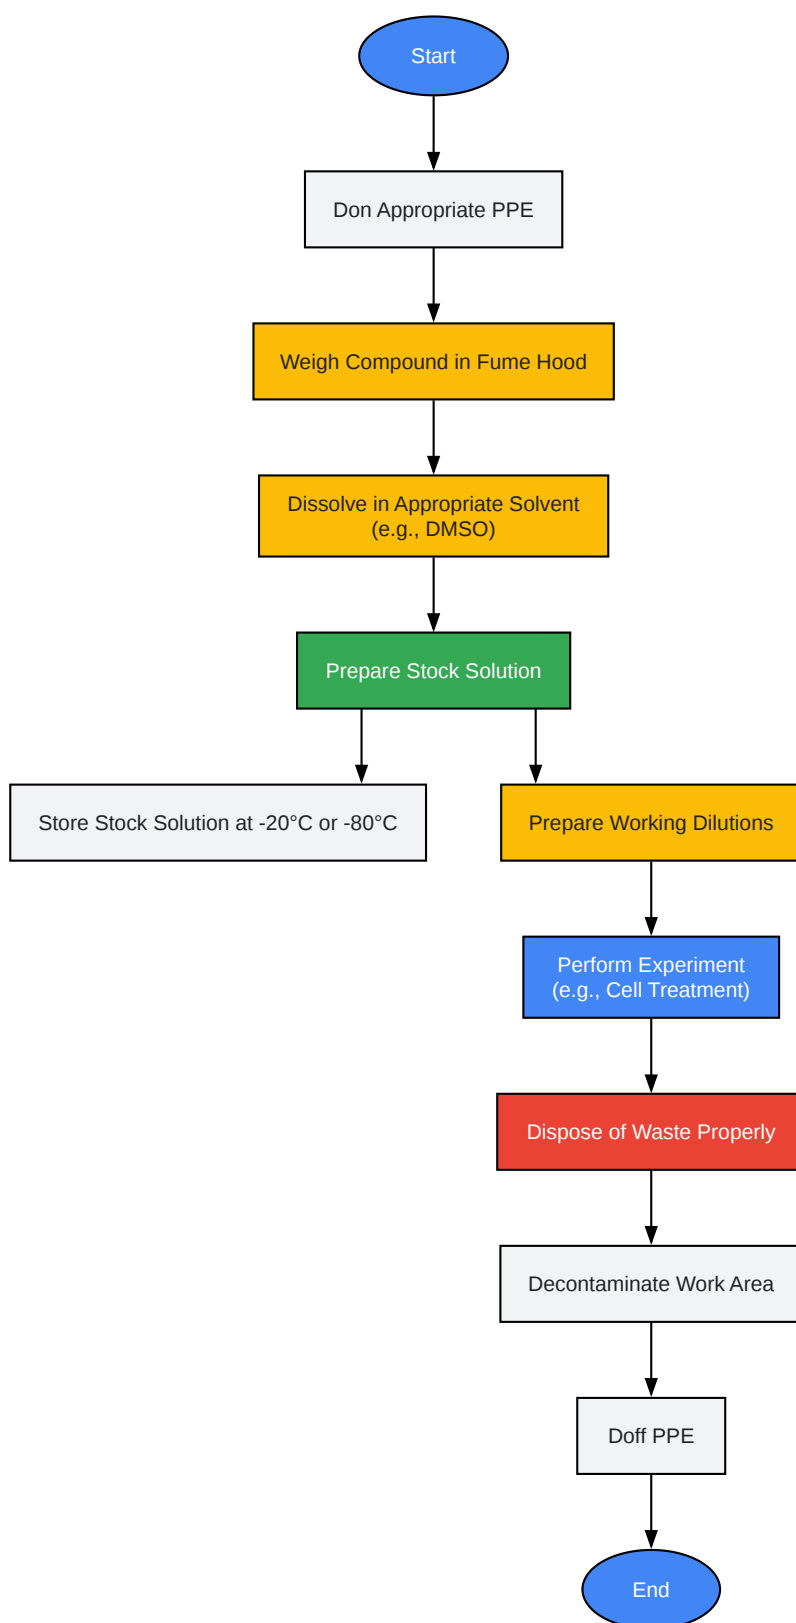 Start
Don Appropriate PPE
Weigh Compound in Fume Hood
Dissolve in Appropriate Solvent
(e.g., DMSO)
Prepare Stock Solution
Store Stock Solution at -20°C or -80°C
Prepare Working Dilutions
Perform Experiment
(e.g., Cell Treatment)
Dispose of Waste Properly
Decontaminate Work Area
Doff PPE
End